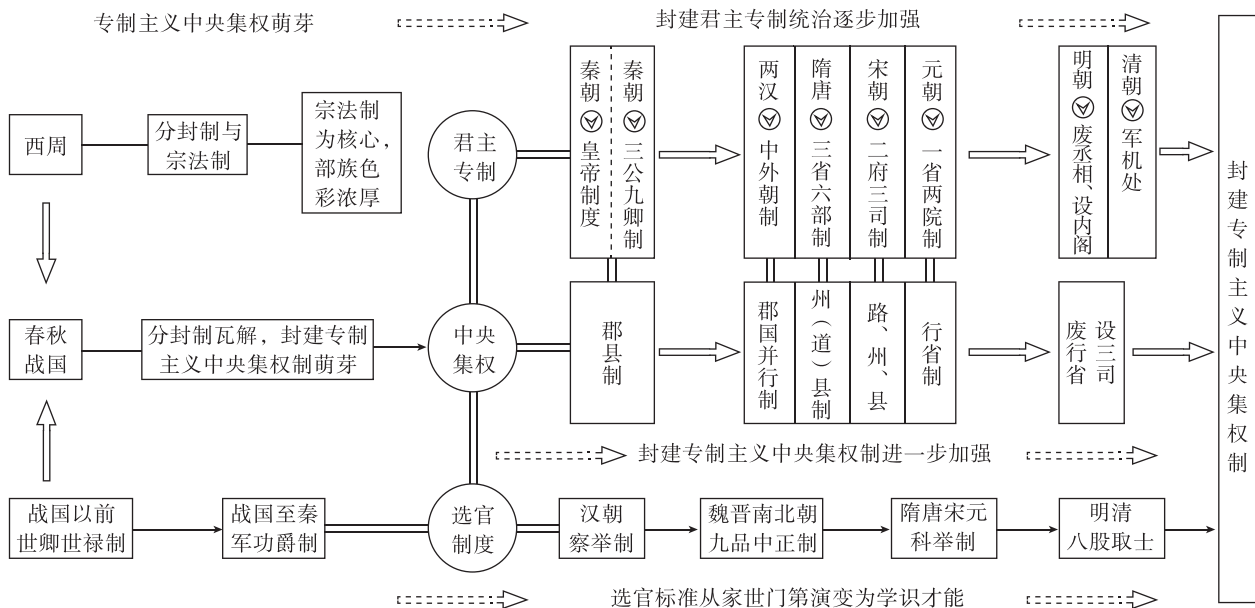 专制主义中央集权萌芽
封建君主专制统治逐步加强
西周
分封制与
宗法制
宗法制
为核心，
部族色
彩浓厚
君主
专制
秦朝 皇帝制度
秦朝 三公九卿制
两汉 中外朝制
隋唐 三省六部制
宋朝 二府三司制
元朝 一省两院制
明朝 废丞相、设内阁
清朝 军机处
封建专制主义中央集权制
春秋
战国
分封制瓦解，封建专制
主义中央集权制萌芽
中央
集权
郡县制
郡国并行制
州（道）县制
路、州、县
行省制
设三司
废行省
封建专制主义中央集权制进一步加强
战国以前
世卿世禄制
战国至秦
军功爵制
选官
制度
汉朝
察举制
魏晋南北朝
九品中正制
隋唐宋元
科举制
明清
八股取士
选官标准从家世门第演变为学识才能